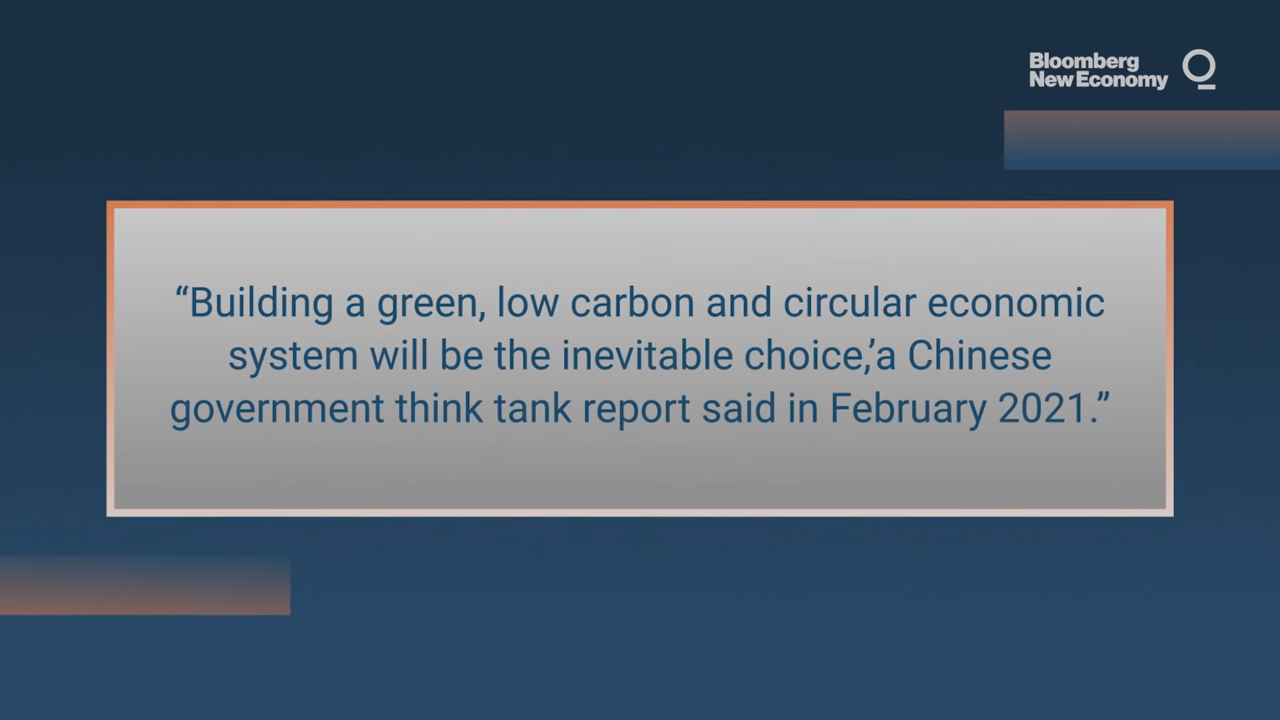 Bloomberg
New Economy
“Building a green, low carbon and circular economic
system will be the inevitable choice,’a Chinese
government think tank report said in February 2021.”